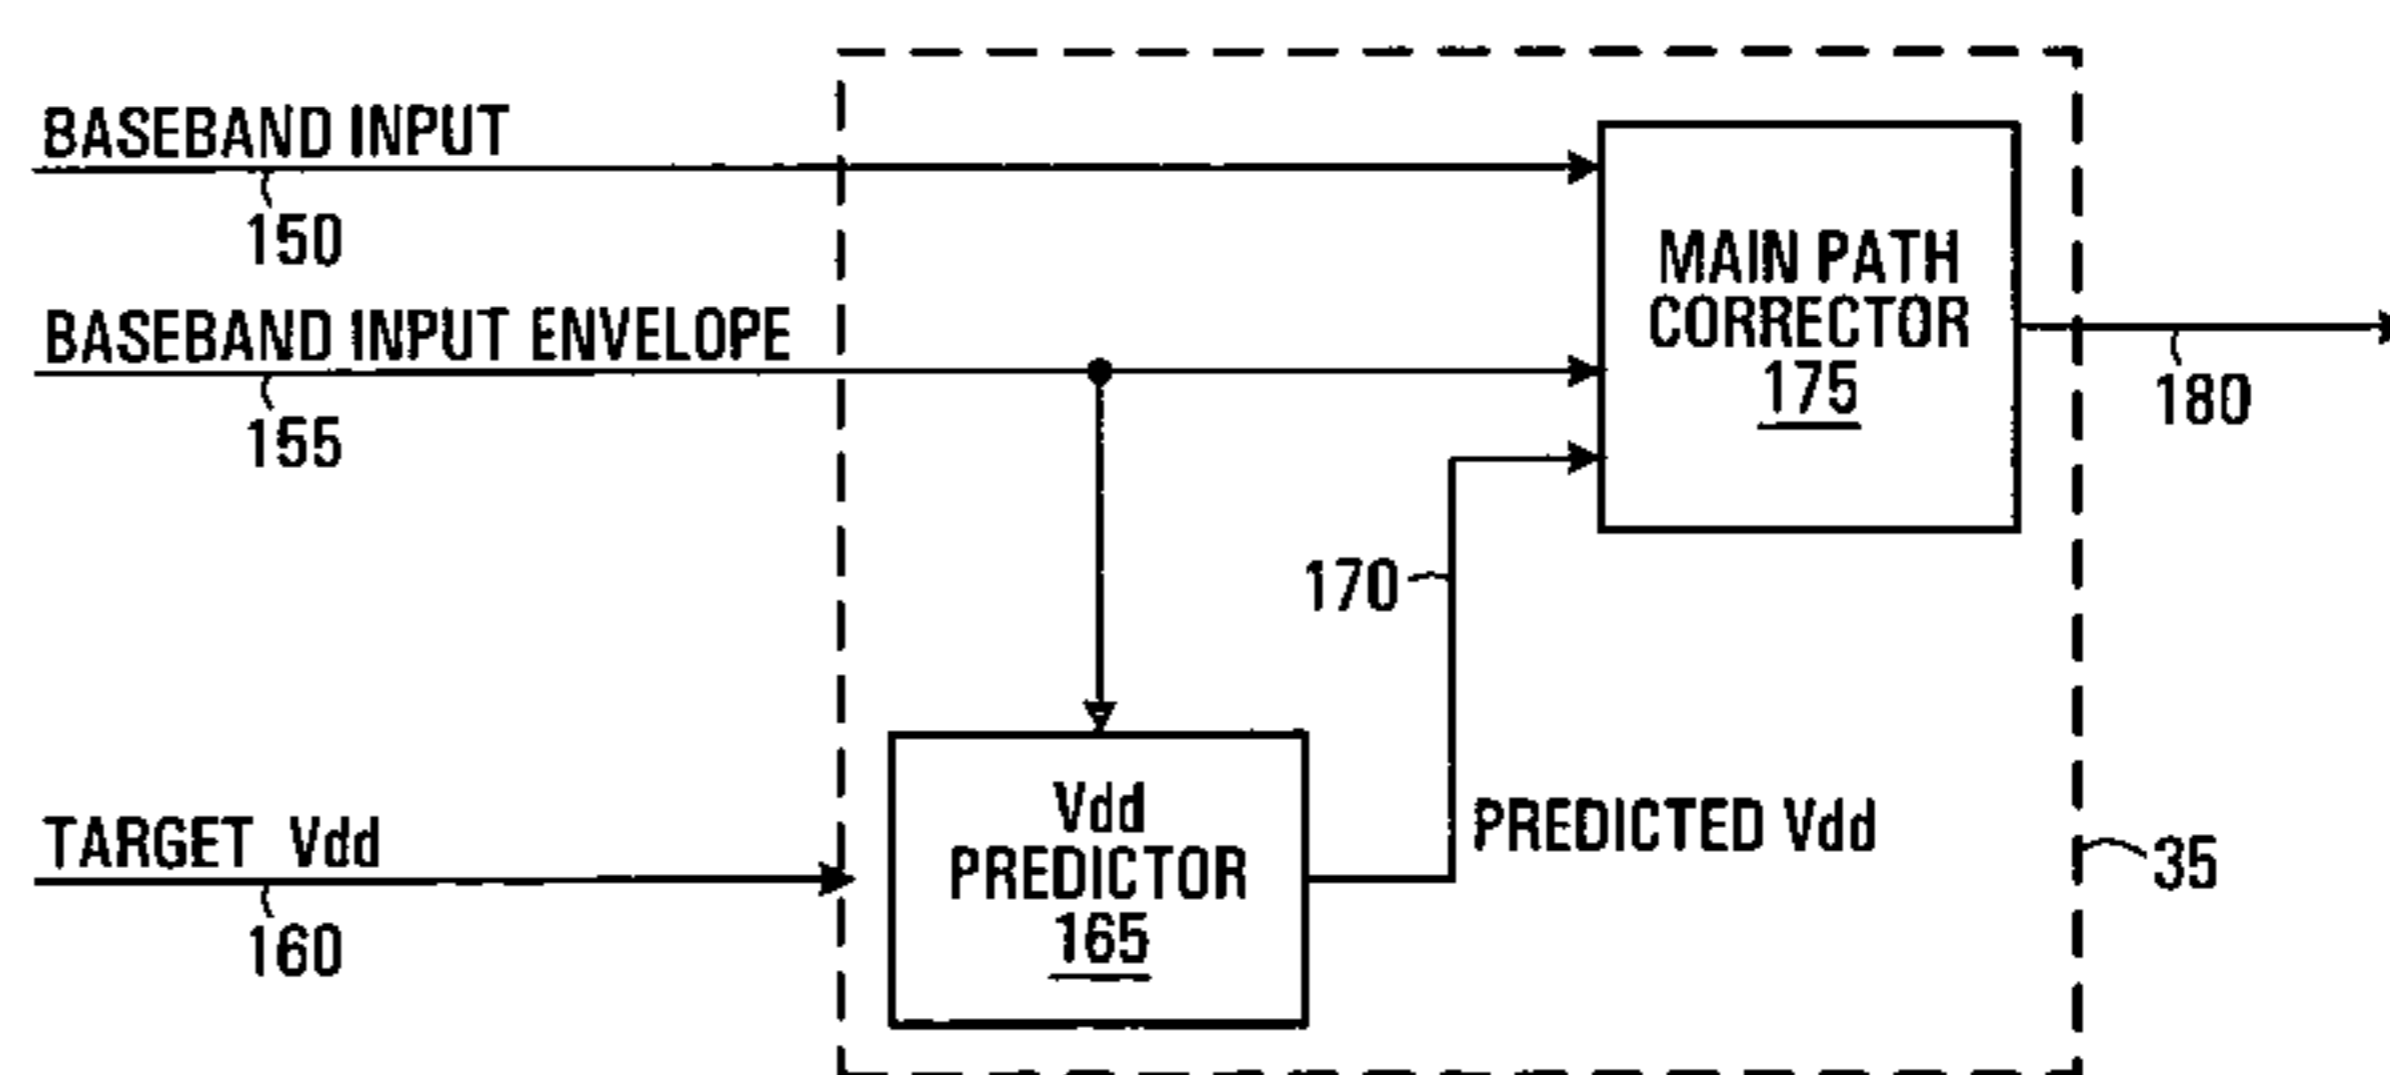 BASEBAND INPUT
150
BASEBAND INPUT ENVELOPE
155
MAIN PATH
CORRECTOR
175
180
170
TARGET Vdd
160
Vdd
PREDICTOR
165
PREDICTED Vdd
35